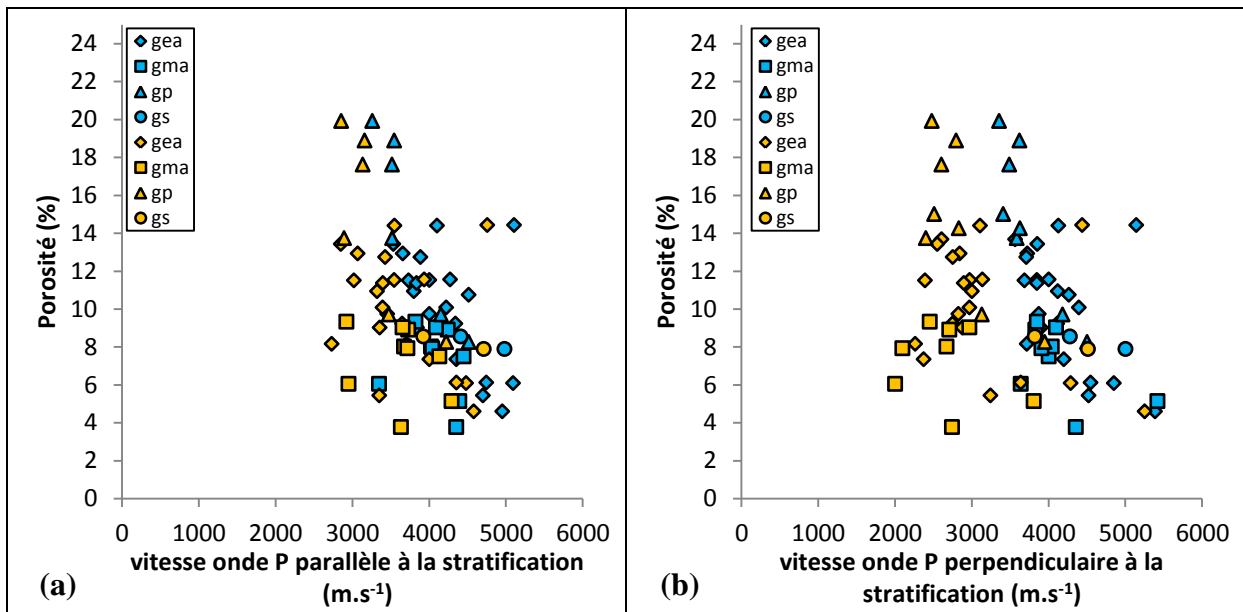 24
22
20
18
16
14
12
10
8
6
4
2
0
Porosité (%)
gea
gma
gp
gs
gea
gma
gp
gs
0 1000 2000 3000 4000 5000 6000
vitesse onde P parallèle à la stratification
(m.s⁻¹)
(a)
24
22
20
18
16
14
12
10
8
6
4
2
0
Porosité (%)
gea
gma
gp
gs
gea
gma
gp
gs
0 1000 2000 3000 4000 5000 6000
vitesse onde P perpendiculaire à la
stratification (m.s⁻¹)
(b)